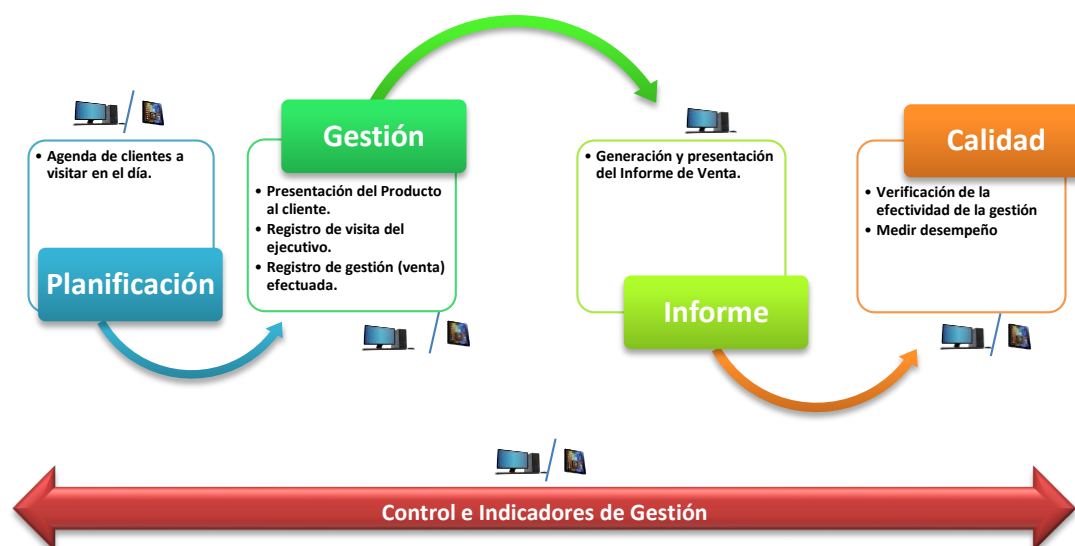 • Agenda de clientes a
visitar en el día.
Planificación
Gestión
• Presentación del Producto
al cliente.
• Registro de visita del
ejecutivo.
• Registro de gestión (venta)
efectuada.
• Generación y presentación
del Informe de Venta.
Informe
Calidad
• Verificación de la
efectividad de la gestión
• Medir desempeño
Control e Indicadores de Gestión